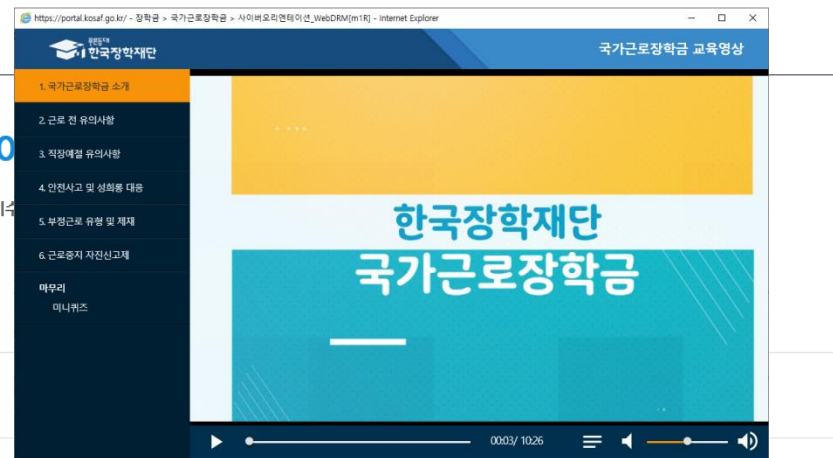 https://portal.kosaf.go.kr/ - 장학금 > 국가근로장학금 > 사이버오리엔테이션_WebDRM[m1R] - Internet Explorer
푸른등대
한국장학재단
국가근로장학금 교육영상
1. 국가근로장학금 소개
2. 근로 전 유의사항
3. 직장예절 유의사항
4. 안전사고 및 성희롱 대응
5. 부정근로 유형 및 제재
6. 근로중지 자진신고제
마무리
미니퀴즈
한국장학재단
국가근로장학금
00:03/ 10:26